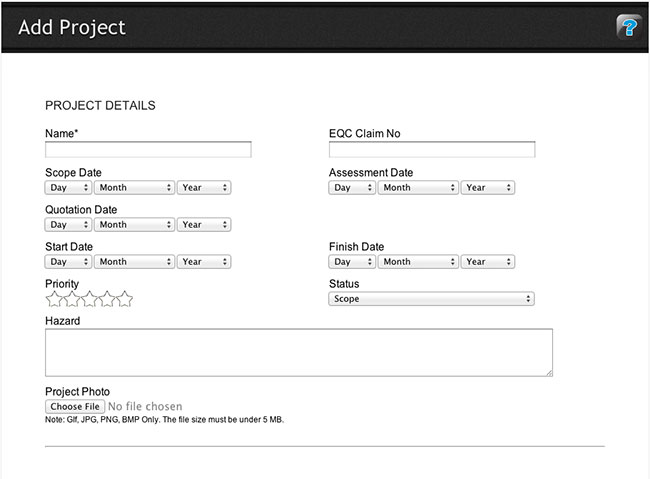 Add Project
?
PROJECT DETAILS
Name* EQC Claim No
Scope Date Assessment Date
Day Month Year Day Month Year
Quotation Date
Day Month Year
Start Date Finish Date
Day Month Year Day Month Year
Priority Status
Scope
Hazard
Project Photo
Choose File No file chosen
Note: GIf, JPG, PNG, BMP Only. The file size must be under 5 MB.